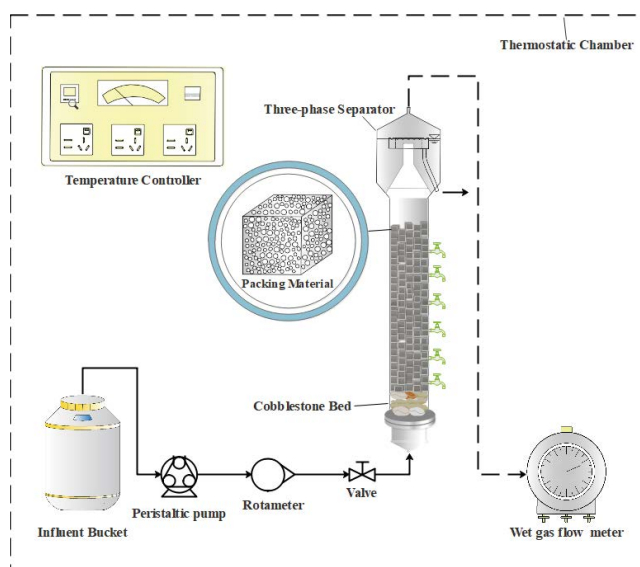 Thermostatic Chamber
Three-phase Separator
Temperature Controller
Packing Material
Cobblestone Bed
Valve
Rotameter
Peristaltic pump
Influent Bucket
Wet gas flow meter